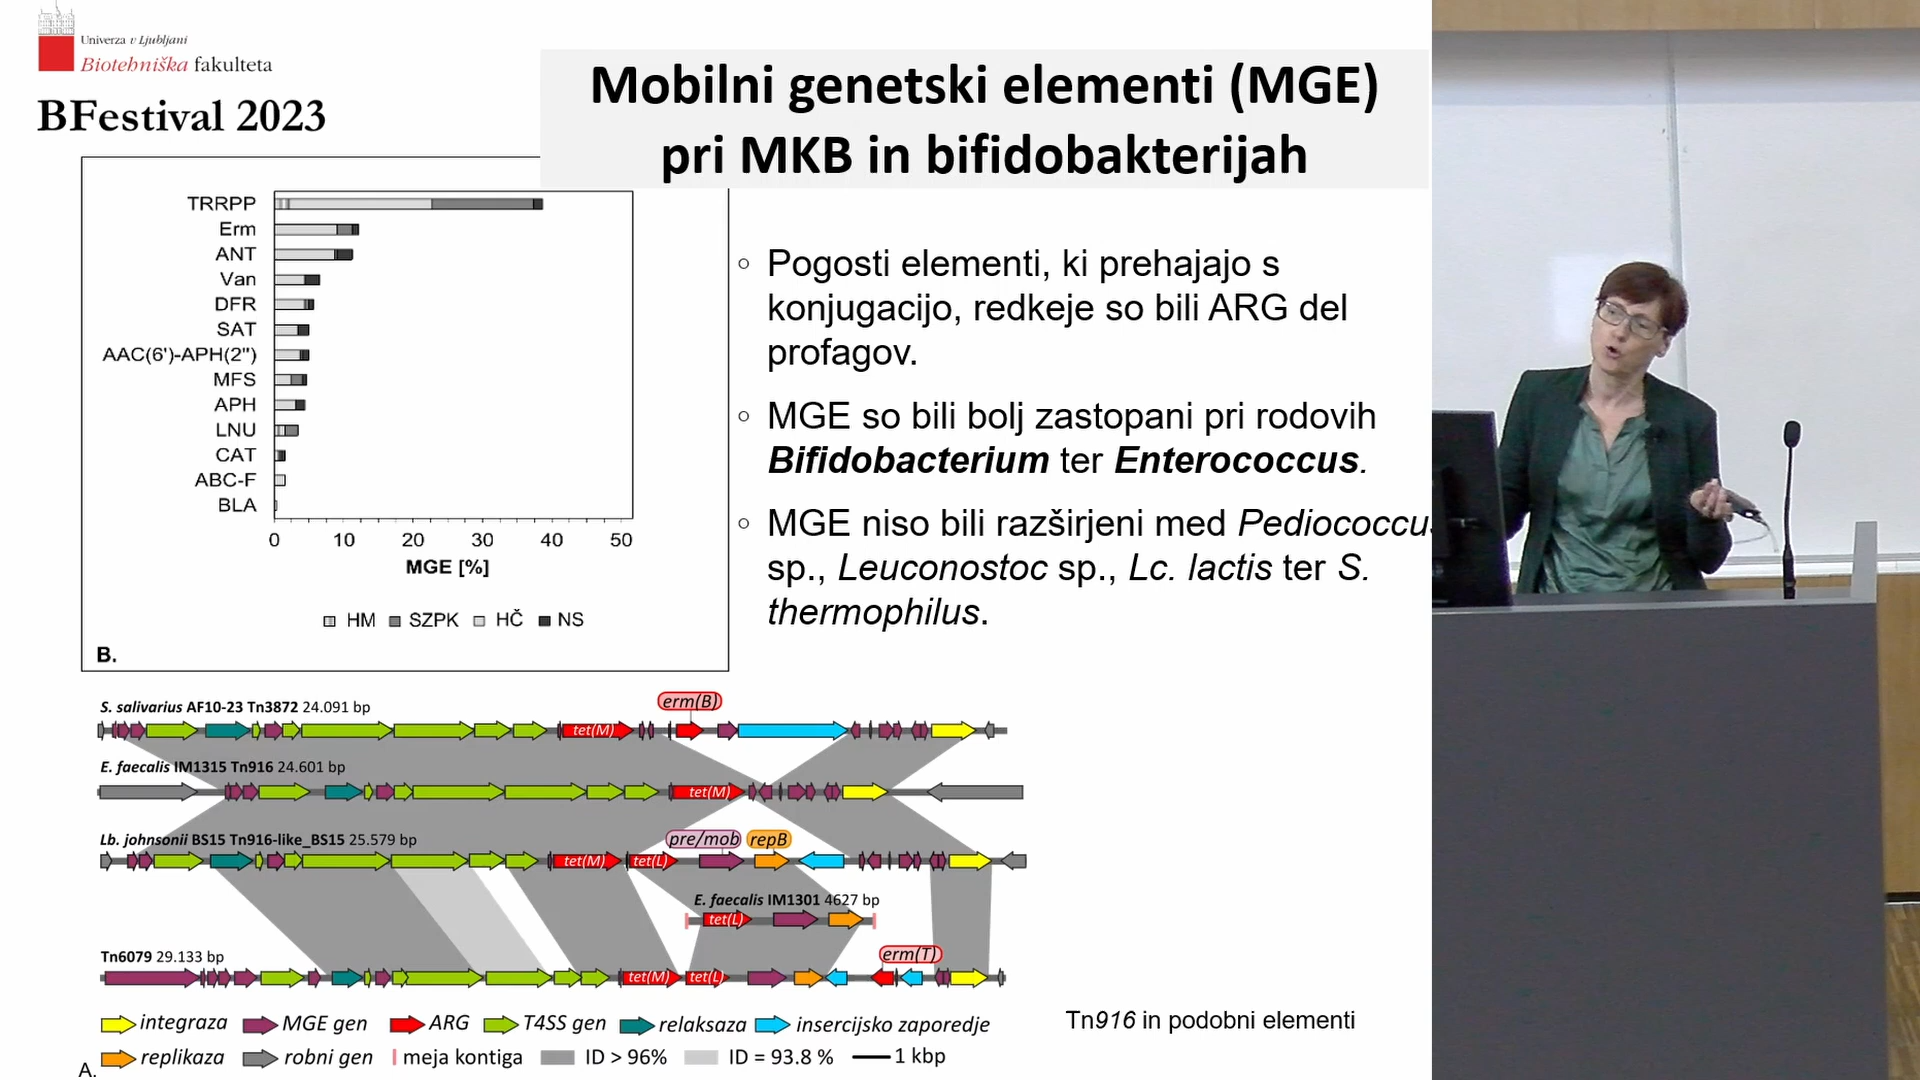 Univerza v Ljubljani
Biotehniška fakulteta
BFestival 2023
Mobilni genetski elementi (MGE)
pri MKB in bifidobakterijah
TRRPP
Erm
ANT
Van
DFR
SAT
AAC(6')-APH(2")
MFS
APH
LNU
CAT
ABC-F
BLA
0 10 20 30 40 50
MGE [%]
HM SZPK HČ NS
B.
◦ Pogosti elementi, ki prehajajo s
konjugacijo, redkeje so bili ARG del
profagov.
◦ MGE so bili bolj zastopani pri rodovih
Bifidobacterium ter Enterococcus.
◦ MGE niso bili razširjeni med Pediococcus
sp., Leuconostoc sp., Lc. lactis ter S.
thermophilus.
S. salivarius AF10-23 Tn3872 24.091 bp
erm(B)
tet(M)
E. faecalis IM1315 Tn916 24.601 bp
tet(M)
Lb. johnsonii BS15 Tn916-like_BS15 25.579 bp
pre/mob repB
tet(M) tet(L)
E. faecalis IM1301 4627 bp
tet(L)
Tn6079 29.133 bp
erm(T)
tet(M) tet(L)
integraza MGE gen ARG T4SS gen relaksaza insercijsko zaporedje
replikaza robni gen meja kontiga ID > 96% ID = 93.8 % 1 kbp
A.
Tn916 in podobni elementi